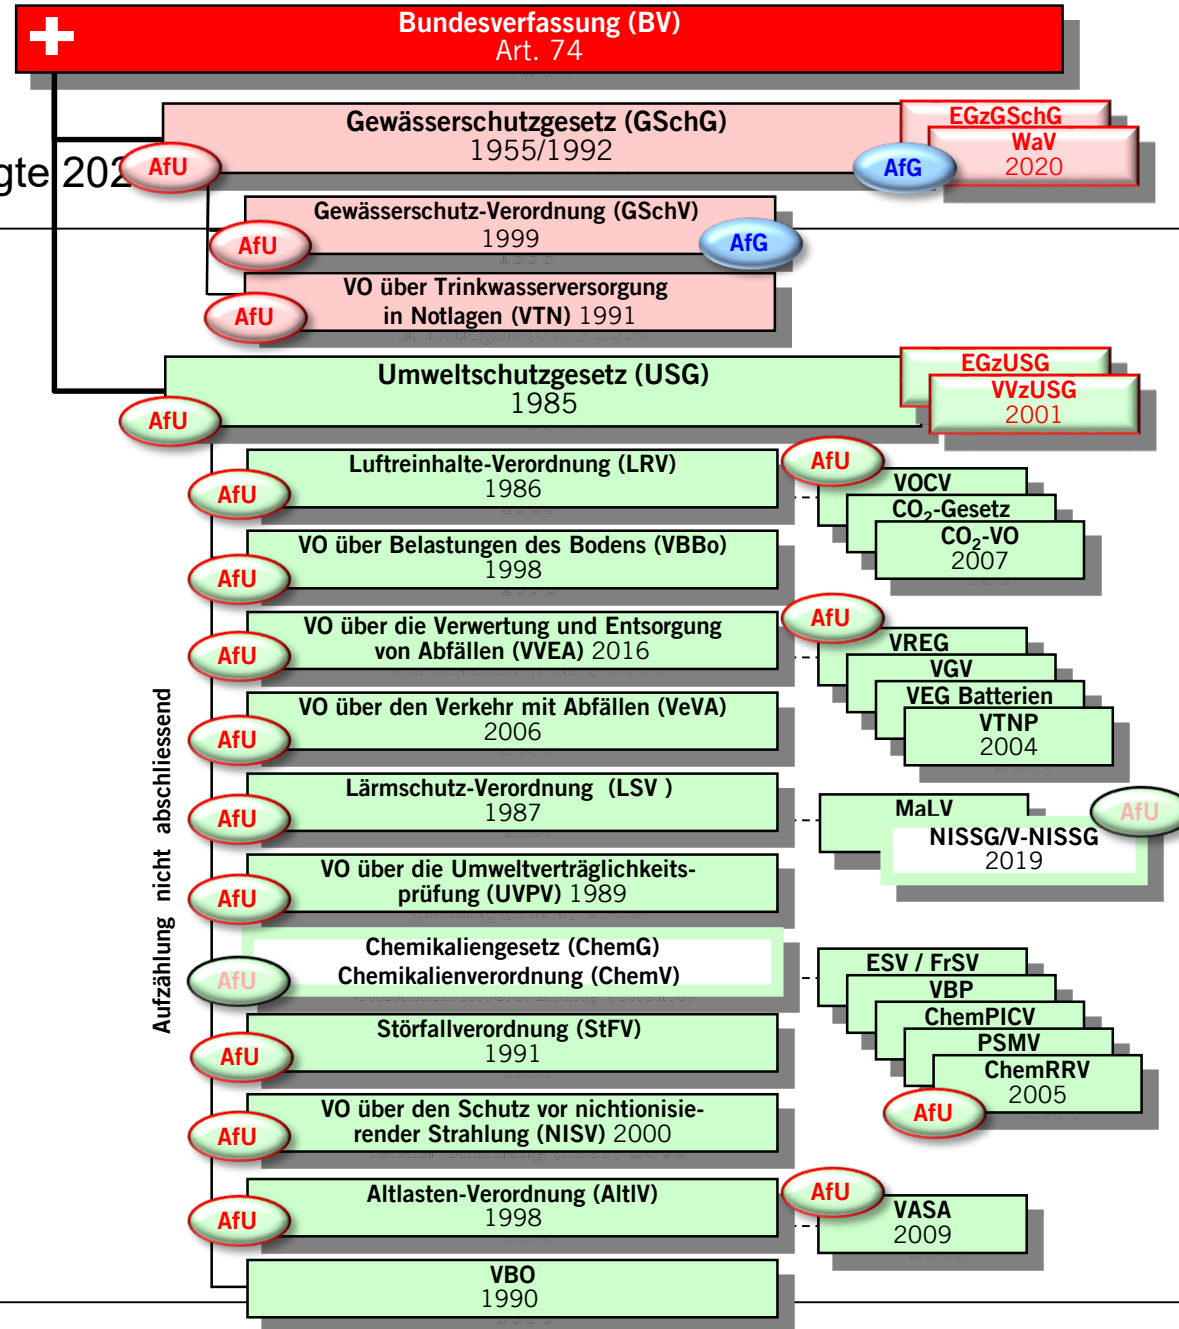 Bundesverfassung (BV)
Art. 74
Gewässerschutzgesetz (GSchG)
1955/1992
EGzGSchG
WaV
2020
AfU
AfG
gte 202
Gewässerschutz-Verordnung (GSchV)
1999
AfU
AfG
VO über Trinkwasserversorgung
in Notlagen (VTN) 1991
AfU
Umweltschutzgesetz (USG)
1985
EGzUSG
VVzUSG
2001
AfU
Luftreinhalte-Verordnung (LRV)
1986
AfU
AfU
VOCV
CO₂-Gesetz
CO₂-VO
2007
VO über Belastungen des Bodens (VBBo)
1998
AfU
VO über die Verwertung und Entsorgung
von Abfällen (VVEA) 2016
AfU
AfU
VREG
VGV
VEG Batterien
VTNP
2004
VO über den Verkehr mit Abfällen (VeVA)
2006
AfU
Lärmschutz-Verordnung (LSV )
1987
AfU
MaLV
AfU
NISSG/V-NISSG
2019
VO über die Umweltverträglichkeits-
prüfung (UVPV) 1989
AfU
Chemikaliengesetz (ChemG)
Chemikalienverordnung (ChemV)
AfU
ESV / FrSV
VBP
ChemPICV
PSMV
ChemRRV
2005
AfU
Störfallverordnung (StFV)
1991
AfU
VO über den Schutz vor nichtionisie-
render Strahlung (NISV) 2000
AfU
Altlasten-Verordnung (AltlV)
1998
AfU
AfU
VASA
2009
VBO
1990
Aufzählung nicht abschliessend